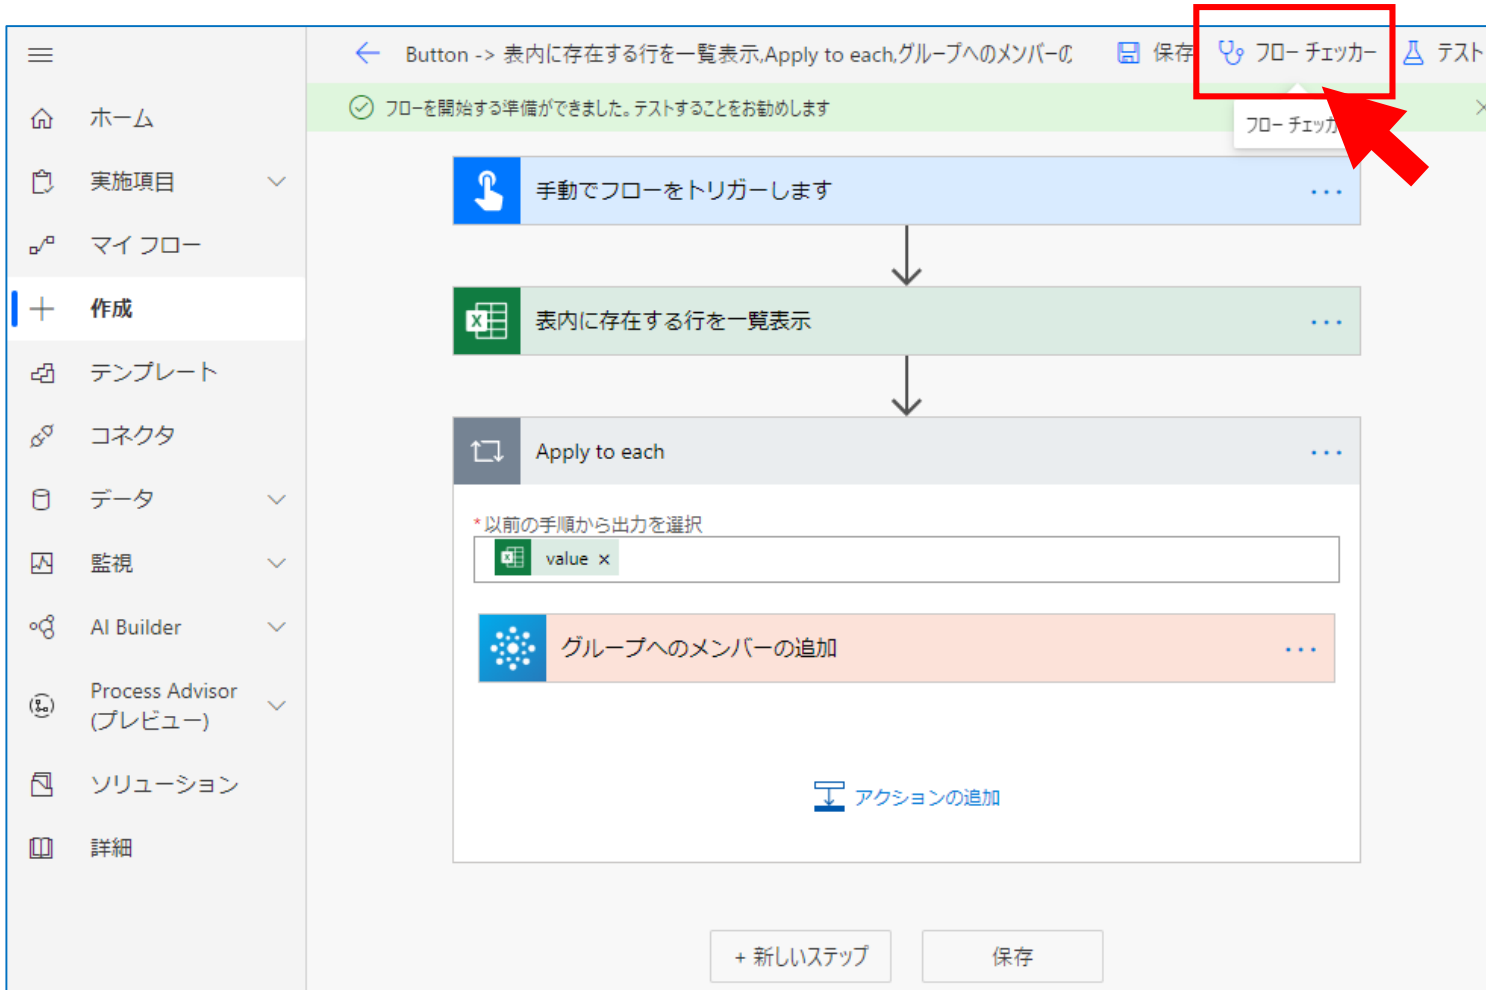 Button -> 表内に存在する行を一覧表示,Apply to each,グループへのメンバーの
保存
フロー チェッカー
テスト
フローを開始する準備ができました。テストすることをお勧めします
フロー チェッカ
ホーム
実施項目
マイ フロー
作成
テンプレート
コネクタ
データ
監視
AI Builder
Process Advisor
(プレビュー)
ソリューション
詳細
手動でフローをトリガーします
表内に存在する行を一覧表示
Apply to each
*以前の手順から出力を選択
value ×
グループへのメンバーの追加
アクションの追加
+ 新しいステップ
保存